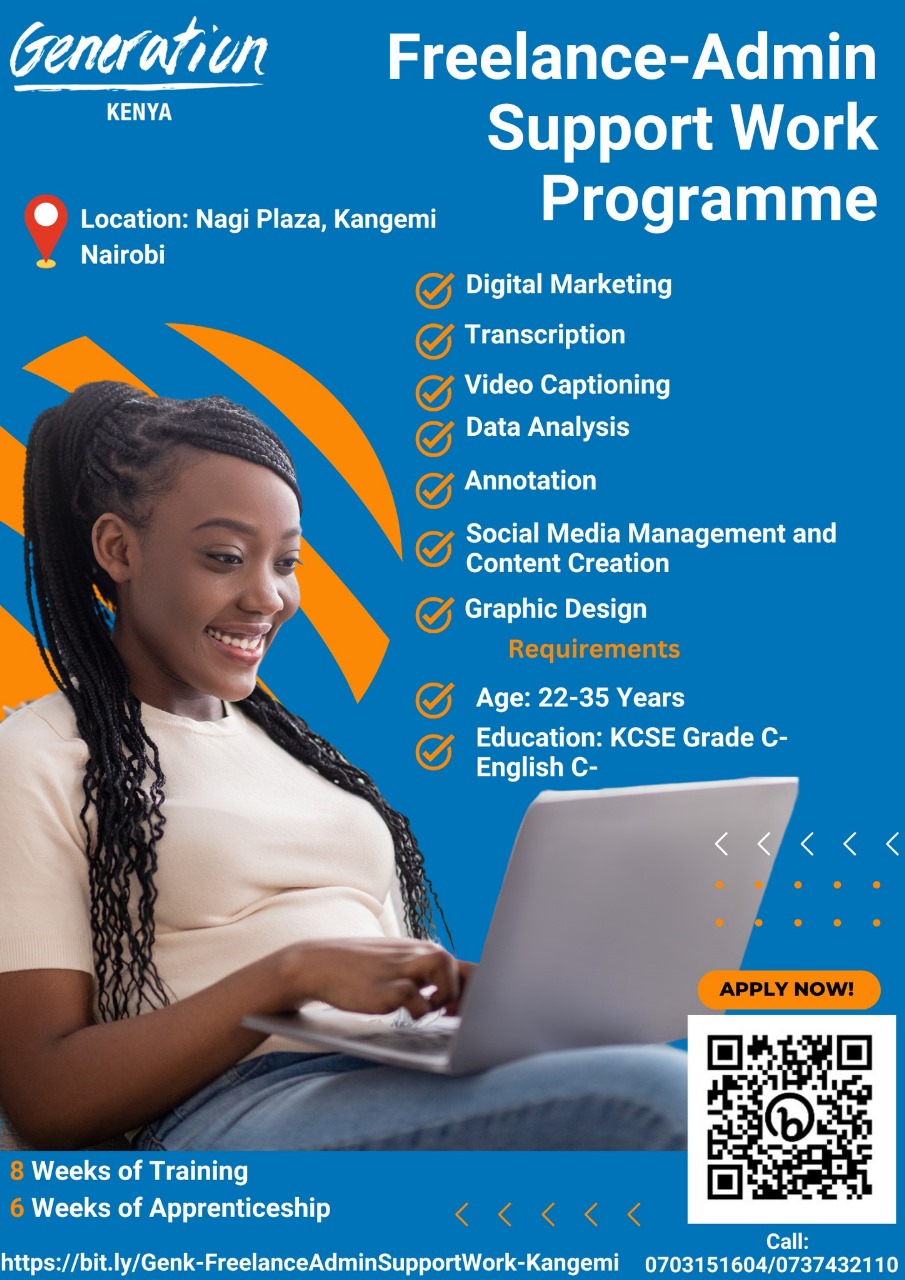 Generation
KENYA
Freelance-Admin
Support Work
Programme
Location: Nagi Plaza, Kangemi
Nairobi
Digital Marketing
Transcription
Video Captioning
Data Analysis
Annotation
Social Media Management and
Content Creation
Graphic Design
Requirements
Age: 22-35 Years
Education: KCSE Grade C-
English C-
APPLY NOW!
8 Weeks of Training
6 Weeks of Apprenticeship
https://bit.ly/Genk-FreelanceAdminSupportWork-Kangemi
Call:
0703151604/0737432110